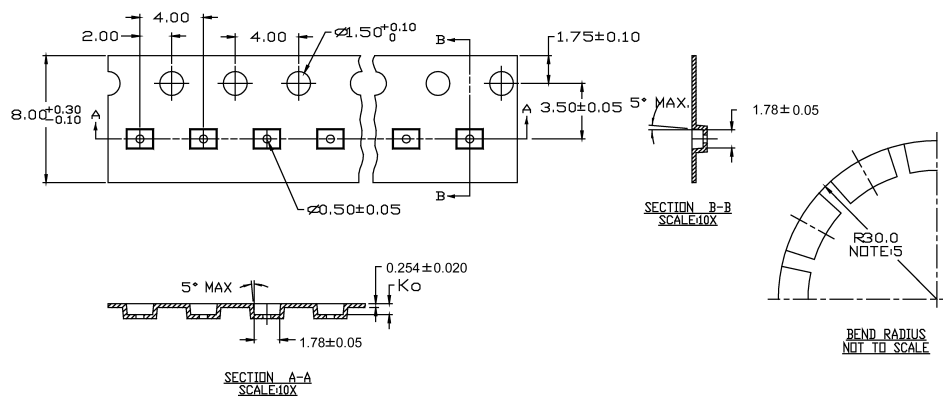 4.00
2.00
4.00
Ø1.50+0.10 0
B
1.75±0.10
8.00+0.30 -0.10
A
A
3.50±0.05
5° MAX.
1.78±0.05
Ø0.50±0.05
B
SECTION B-B
SCALE:10X
R30.0
NOTE:5
5° MAX
0.254±0.020
Ko
1.78±0.05
SECTION A-A
SCALE:10X
BEND RADIUS
NOT TO SCALE